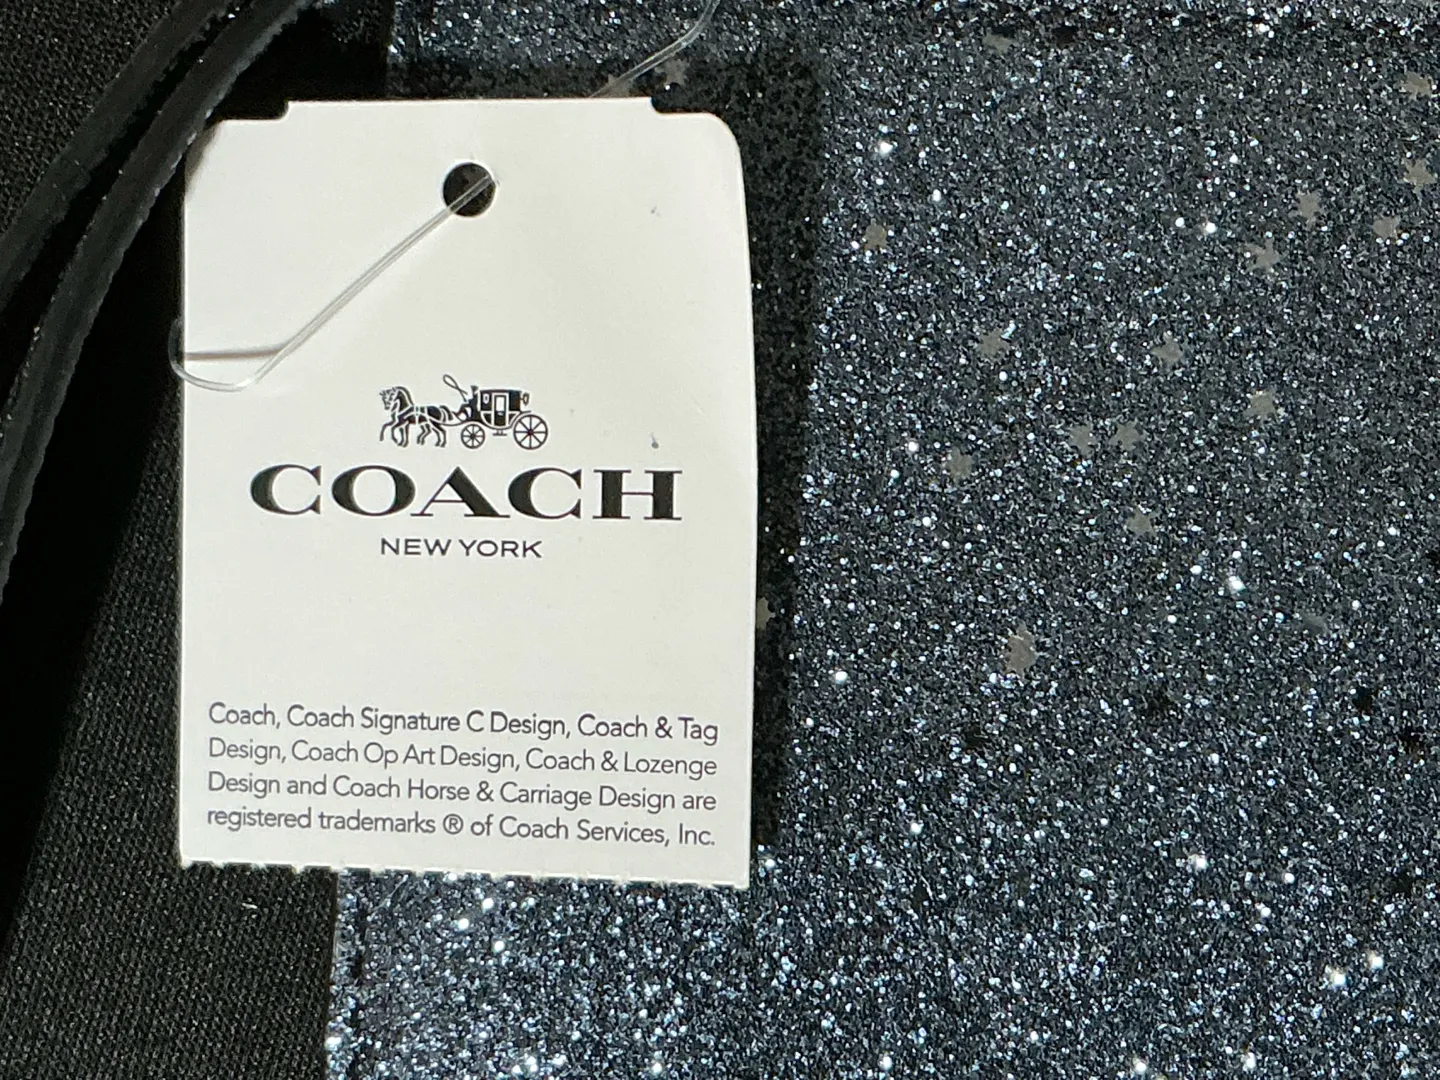 COACH
NEW YORK
Coach, Coach Signature C Design, Coach & Tag
Design, Coach Op Art Design, Coach & Lozenge
Design and Coach Horse & Carriage Design are
registered trademarks ® of Coach Services, Inc.